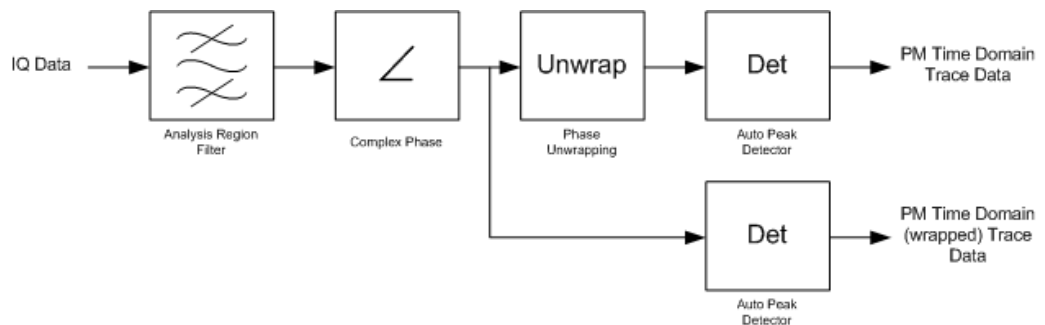 IQ Data
Unwrap
Det
PM Time Domain
Trace Data
Analysis Region
Filter
Complex Phase
Phase
Unwrapping
Auto Peak
Detector
Det
PM Time Domain
(wrapped) Trace
Data
Auto Peak
Detector